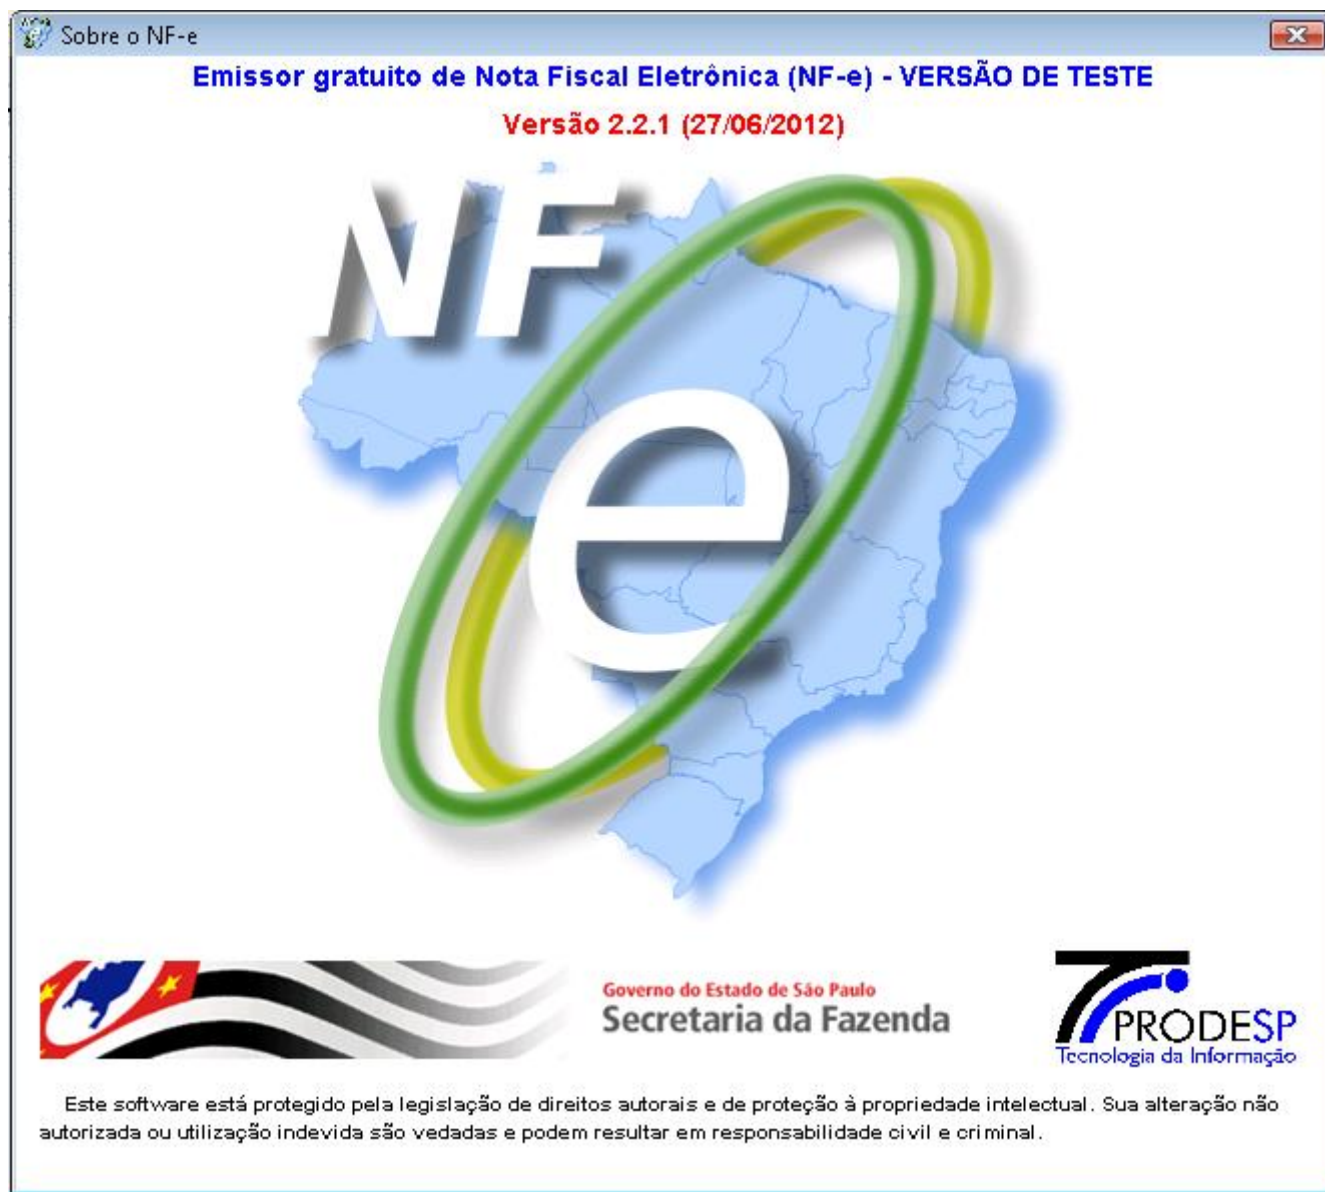 Sobre o NF-e
Emissor gratuito de Nota Fiscal Eletrônica (NF-e) - VERSÃO DE TESTE
Versão 2.2.1 (27/06/2012)
NF
e
Governo do Estado de São Paulo
Secretaria da Fazenda
PRODESP
Tecnologia da Informação
Este software está protegido pela legislação de direitos autorais e de proteção à propriedade intelectual. Sua alteração não
autorizada ou utilização indevida são vedadas e podem resultar em responsabilidade civil e criminal.